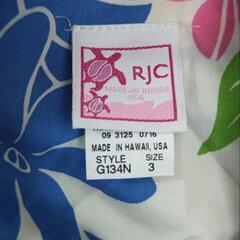 RJC
MADE IN HAWAII
USA
09 3125 0716
MADE IN HAWAII, USA
STYLE SIZE
G134N 3